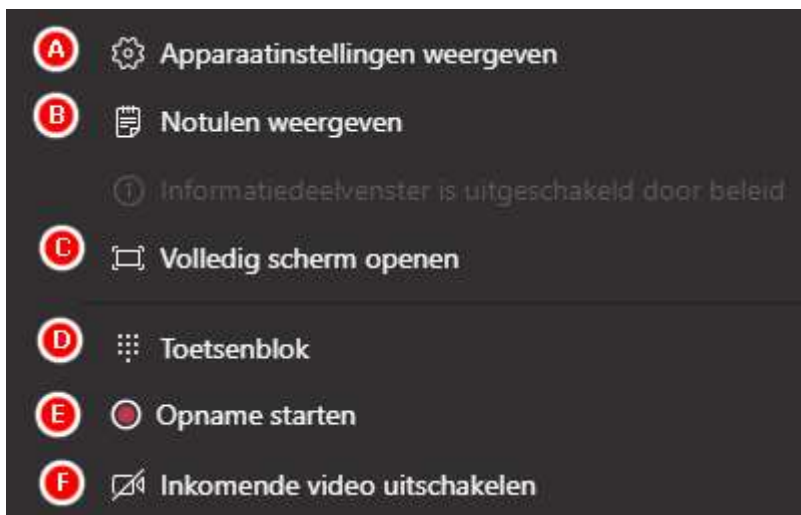 A Apparaatinstellingen weergeven
B Notulen weergeven
Informatiedeelvenster is uitgeschakeld door beleid
C Volledig scherm openen
D Toetsenblok
E Opname starten
F Inkomende video uitschakelen